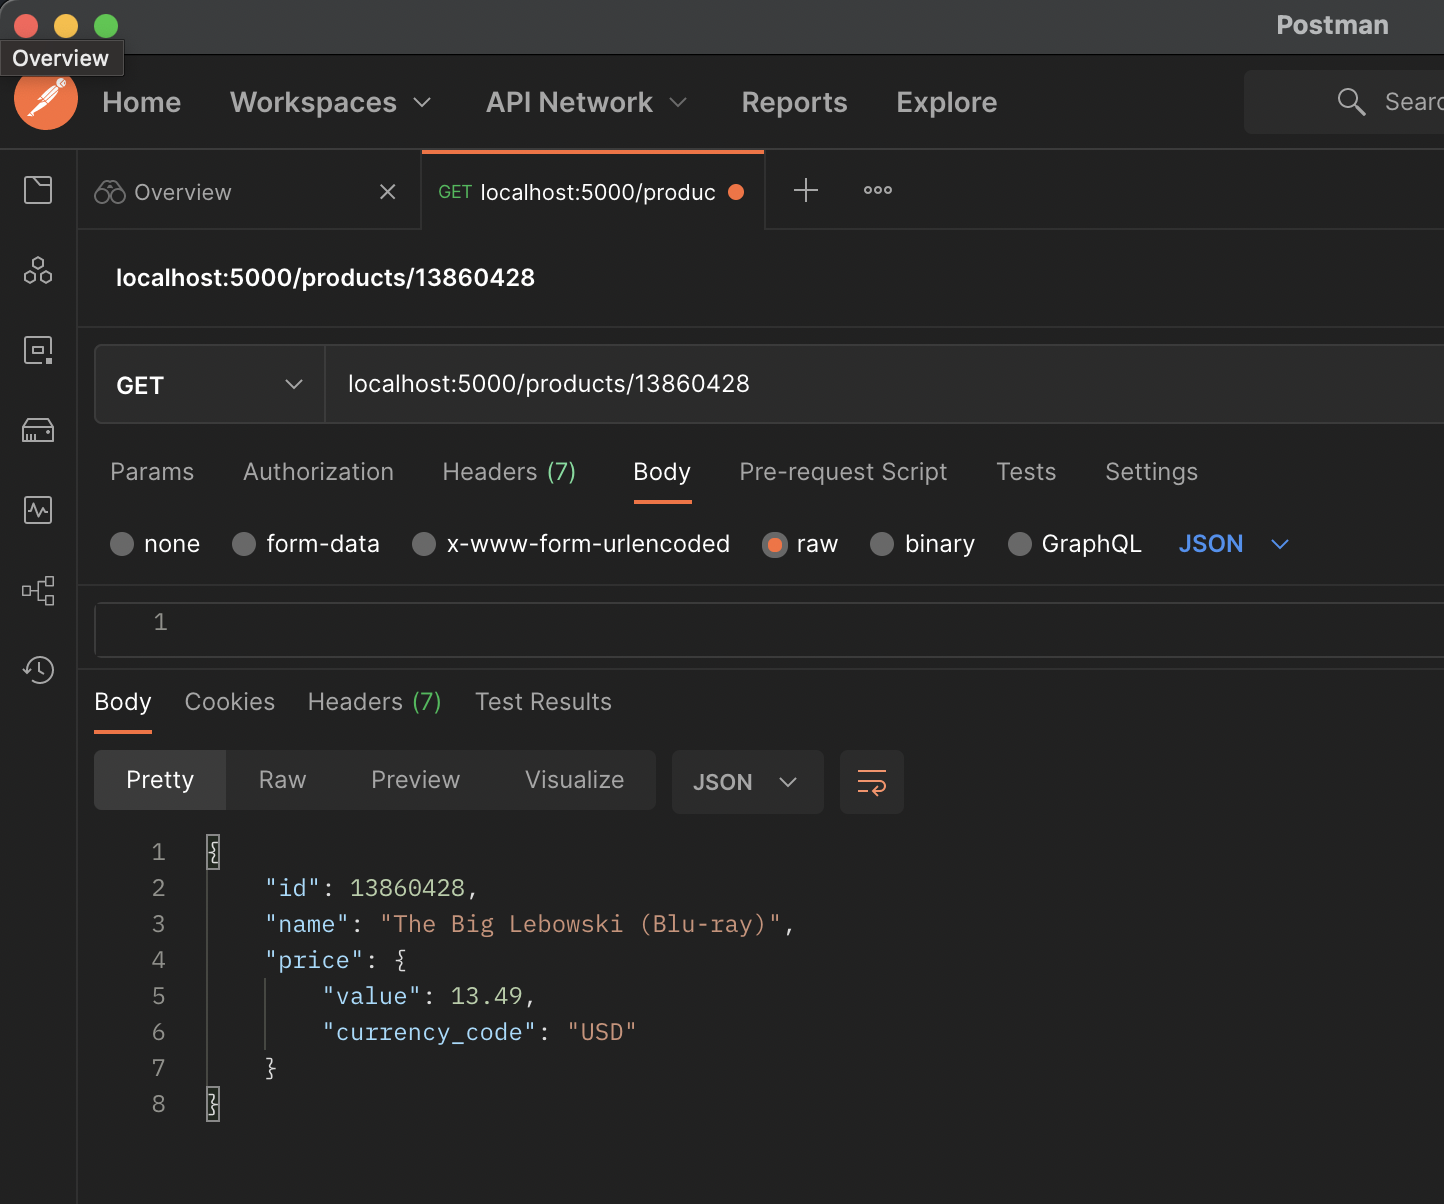 Postman
Overview
Home Workspaces API Network Reports Explore Searc
Overview GET localhost:5000/produc
localhost:5000/products/13860428
GET localhost:5000/products/13860428
Params Authorization Headers (7) Body Pre-request Script Tests Settings
none form-data x-www-form-urlencoded raw binary GraphQL JSON
1
Body Cookies Headers (7) Test Results
Pretty Raw Preview Visualize JSON
1 {
2 "id": 13860428,
3 "name": "The Big Lebowski (Blu-ray)",
4 "price": {
5 "value": 13.49,
6 "currency_code": "USD"
7 }
8 }